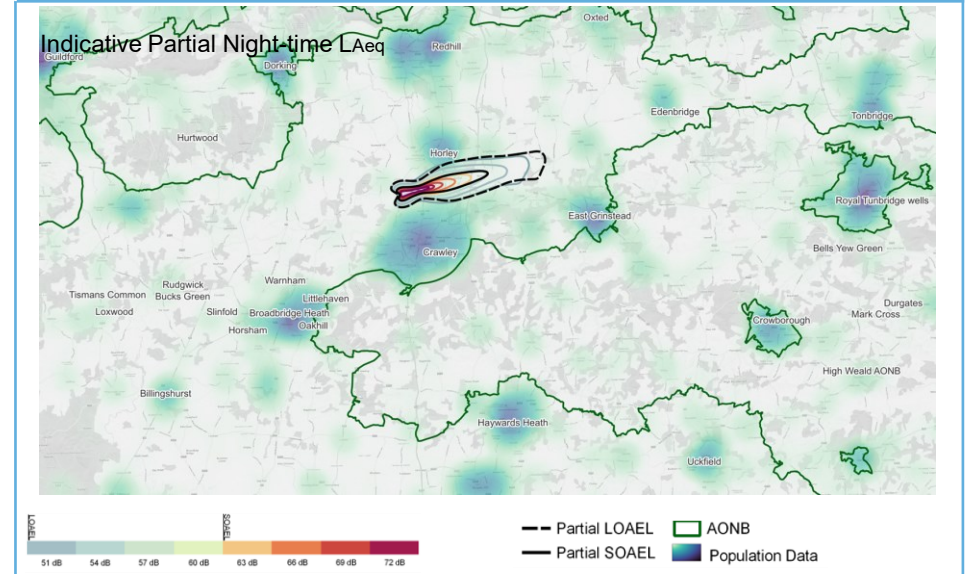 Indicative Partial Night-time LAeq
Oxted
Redhill
Guildford
Dorking
Edenbridge
Tonbridge
Hurtwood
Horley
Royal Tunbridge wells
East Grinstead
Bells Yew Green
Crawley
Warnham
Rudgwick
Tismans Common
Bucks Green
Littlehaven
Durgates
Loxwood
Slinfold
Broadbridge Heath
Mark Cross
Crowborough
Horsham
Oakhill
High Weald AONB
Billingshurst
Haywards Heath
Uckfield
LOAEL
SOAEL
51 dB
54 dB
57 dB
60 dB
63 dB
66 dB
69 dB
72 dB
Partial LOAEL
AONB
Partial SOAEL
Population Data